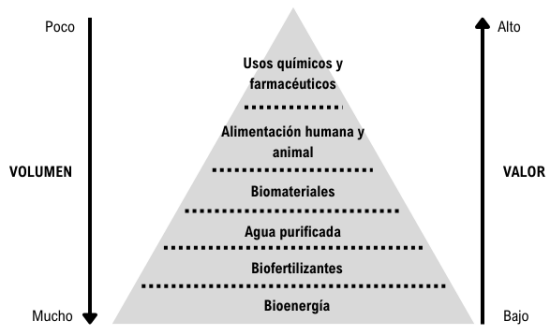 Poco
Alto
Usos químicos y
farmacéuticos
Alimentación humana y
animal
VOLUMEN
VALOR
Biomateriales
Agua purificada
Biofertilizantes
Bioenergía
Mucho
Bajo